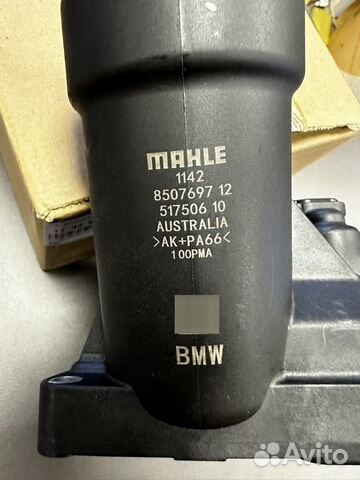 MAHLE
1142
8507697 12
517506 10
AUSTRALIA
>AK+PA66<
100PMA
BMW
Avito